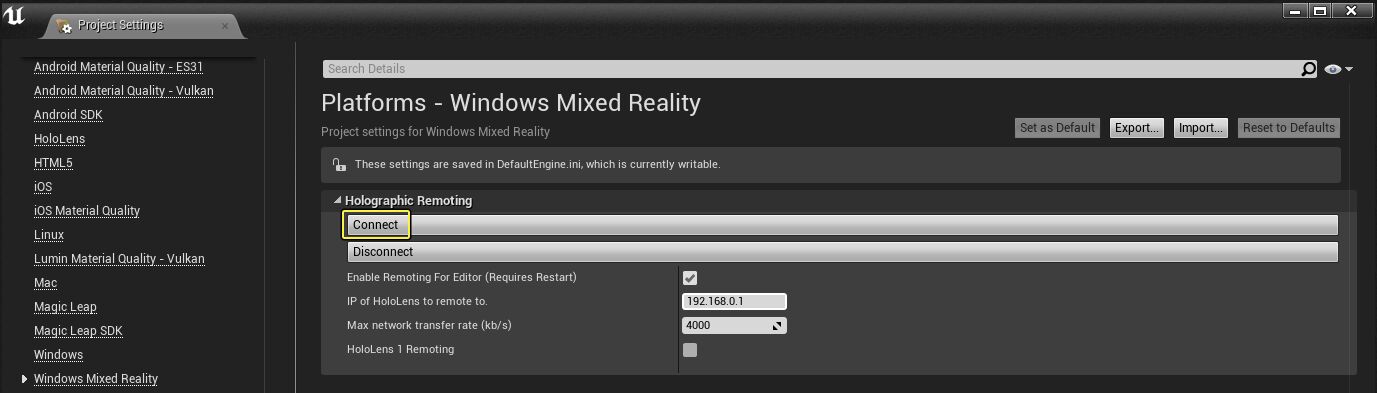 Project Settings
Android Material Quality - ES31
Android Material Quality - Vulkan
Android SDK
HoloLens
HTML5
iOS
iOS Material Quality
Linux
Lumin Material Quality - Vulkan
Mac
Magic Leap
Magic Leap SDK
Windows
Windows Mixed Reality
Search Details
Platforms - Windows Mixed Reality
Project settings for Windows Mixed Reality
Set as Default Export... Import... Reset to Defaults
These settings are saved in DefaultEngine.ini, which is currently writable.
Holographic Remoting
Connect
Disconnect
Enable Remoting For Editor (Requires Restart)
IP of HoloLens to remote to. 192.168.0.1
Max network transfer rate (kb/s) 4000
HoloLens 1 Remoting